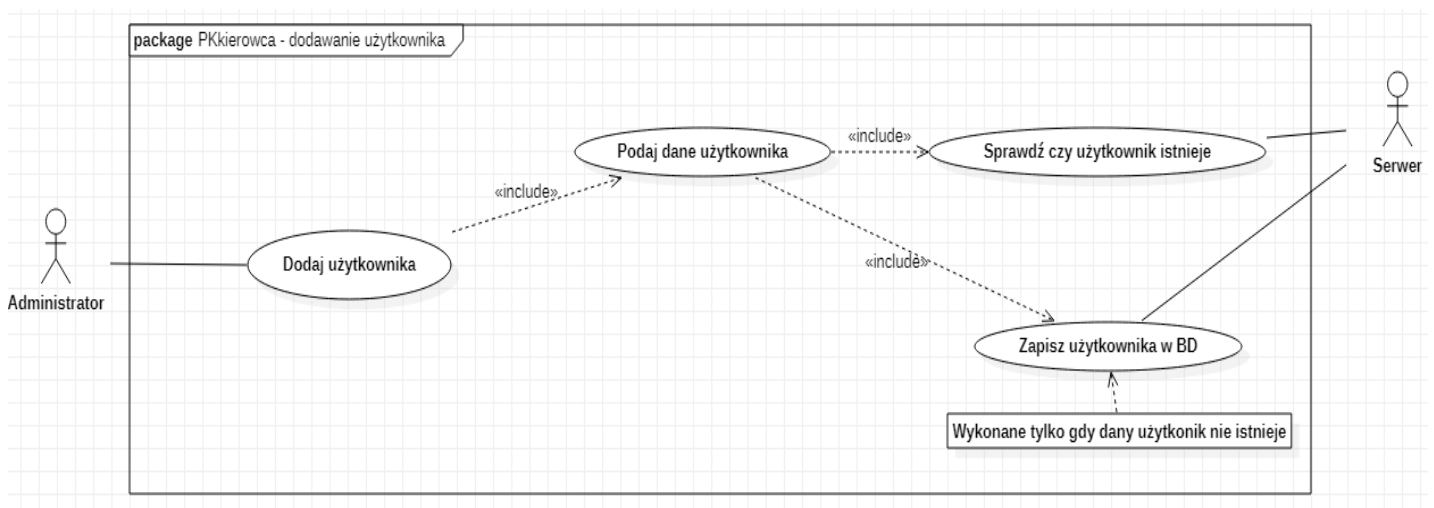 package PKkierowca - dodawanie użytkownika
«include»
Podaj dane użytkownika
Sprawdź czy użytkownik istnieje
Serwer
«include»
Dodaj użytkownika
Administrator
«include»
Zapisz użytkownika w BD
Wykonane tylko gdy dany użytkonik nie istnieje